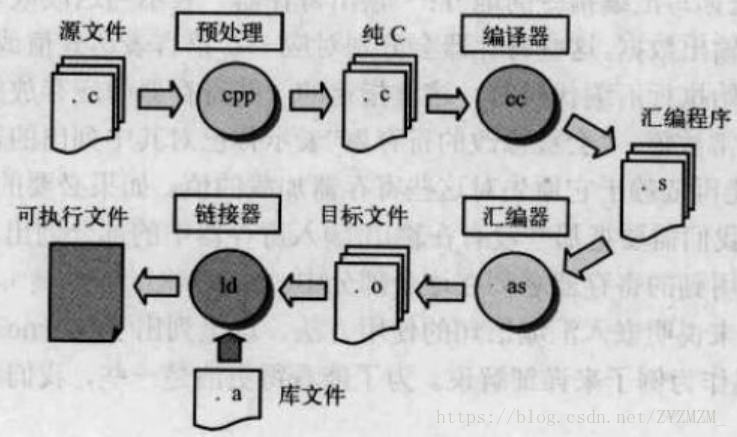 源文件
预处理
纯C
编译器
.c
cpp
.c
cc
汇编程序
s
可执行文件
链接器
目标文件
汇编器
ld
.o
as
.a
库文件
https://blog.csdn.net/ZYZMZM_